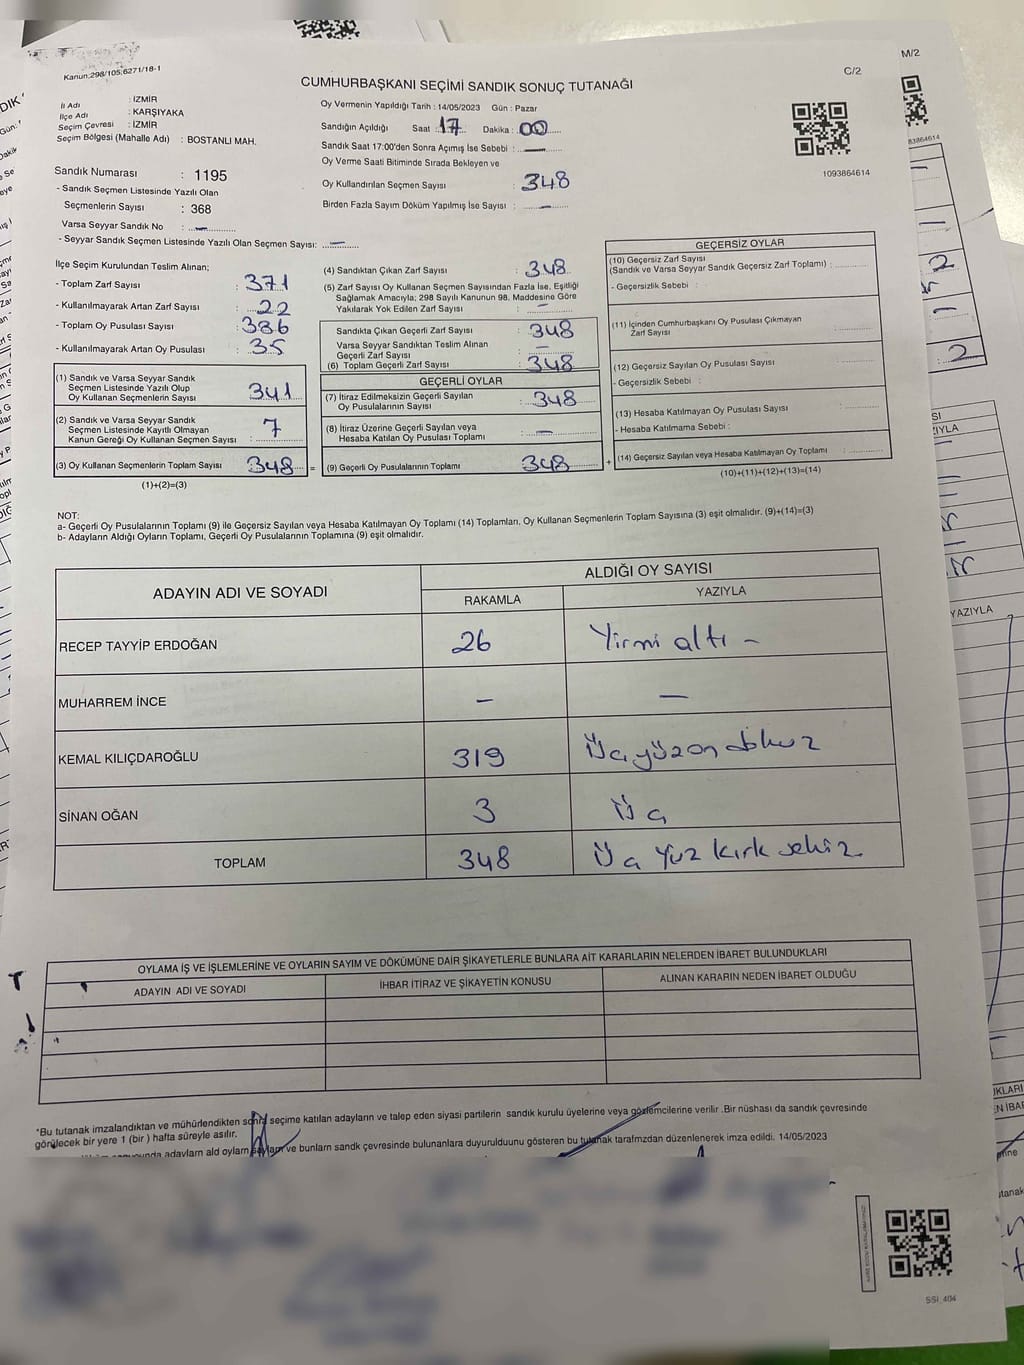 Kanun:298/105;6271/18-1
M/2
C/2
CUMHURBAŞKANI SEÇİMİ SANDIK SONUÇ TUTANAĞI
İl Adı : İZMİR
İlçe Adı : KARŞIYAKA
Seçim Çevresi : İZMİR
Seçim Bölgesi (Mahalle Adı) : BOSTANLI MAH.
Oy Vermenin Yapıldığı Tarih : 14/05/2023 Gün : Pazar
Sandığın Açıldığı Saat : 17 Dakika : 00
Sandık Saat 17:00'den Sonra Açımış İse Sebebi : —
Oy Verme Saati Bitiminde Sırada Bekleyen ve
Oy Kullandırılan Seçmen Sayısı : 348
Birden Fazla Sayım Döküm Yapılmış İse Sayısı : —
1093864614
83864614
Sandık Numarası : 1195
- Sandık Seçmen Listesinde Yazılı Olan
Seçmenlerin Sayısı : 368
Varsa Seyyar Sandık No : —
- Seyyar Sandık Seçmen Listesinde Yazılı Olan Seçmen Sayısı: —
İlçe Seçim Kurulundan Teslim Alınan;
- Toplam Zarf Sayısı : 371
- Kullanılmayarak Artan Zarf Sayısı : 22
- Toplam Oy Pusulası Sayısı : 386
- Kullanılmayarak Artan Oy Pusulası : 35
(1) Sandık ve Varsa Seyyar Sandık
Seçmen Listesinde Yazılı Olup
Oy Kullanan Seçmenlerin Sayısı : 341
(2) Sandık ve Varsa Seyyar Sandık
Seçmen Listesinde Kayıtlı Olmayan
Kanun Gereği Oy Kullanan Seçmen Sayısı : 7
(3) Oy Kullanan Seçmenlerin Toplam Sayısı : 348
(1)+(2)=(3)
(4) Sandıktan Çıkan Zarf Sayısı : 348
(5) Zarf Sayısı Oy Kullanan Seçmen Sayısından Fazla İse, Eşitliği
Sağlamak Amacıyla; 298 Sayılı Kanunun 98. Maddesine Göre
Yakılarak Yok Edilen Zarf Sayısı : —
Sandıkta Çıkan Geçerli Zarf Sayısı : 348
Varsa Seyyar Sandıktan Teslim Alınan
Geçerli Zarf Sayısı : —
(6) Toplam Geçerli Zarf Sayısı : 348
GEÇERLİ OYLAR
(7) İtiraz Edilmeksizin Geçerli Sayılan
Oy Pusulalarının Sayısı : 348
(8) İtiraz Üzerine Geçerli Sayılan veya
Hesaba Katılan Oy Pusulası Toplamı : —
= (9) Geçerli Oy Pusulalarının Toplamı : 348
GEÇERSİZ OYLAR
(10) Geçersiz Zarf Sayısı
(Sandık ve Varsa Seyyar Sandık Geçersiz Zarf Toplamı) :
- Geçersizlik Sebebi :
(11) İçinden Cumhurbaşkanı Oy Pusulası Çıkmayan
Zarf Sayısı :
(12) Geçersiz Sayılan Oy Pusulası Sayısı :
- Geçersizlik Sebebi :
(13) Hesaba Katılmayan Oy Pusulası Sayısı :
- Hesaba Katılmama Sebebi :
+ (14) Geçersiz Sayılan veya Hesaba Katılmayan Oy Toplamı :
(10)+(11)+(12)+(13)=(14)
NOT:
a- Geçerli Oy Pusulalarının Toplamı (9) ile Geçersiz Sayılan veya Hesaba Katılmayan Oy Toplamı (14) Toplamları, Oy Kullanan Seçmenlerin Toplam Sayısına (3) eşit olmalıdır. (9)+(14)=(3)
b- Adayların Aldığı Oyların Toplamı, Geçerli Oy Pusulalarının Toplamına (9) eşit olmalıdır.
ADAYIN ADI VE SOYADI
ALDIĞI OY SAYISI
RAKAMLA
YAZIYLA
RECEP TAYYİP ERDOĞAN 26 Yirmi altı -
MUHARREM İNCE — —
KEMAL KILIÇDAROĞLU 319 Üçyüzon dokuz
SİNAN OĞAN 3 Üç
TOPLAM 348 Üç Yüz kırk sekiz
OYLAMA İŞ VE İŞLEMLERİNE VE OYLARIN SAYIM VE DÖKÜMÜNE DAİR ŞİKAYETLERLE BUNLARA AİT KARARLARIN NELERDEN İBARET BULUNDUKLARI
ADAYIN ADI VE SOYADI
İHBAR İTİRAZ VE ŞİKAYETİN KONUSU
ALINAN KARARIN NEDEN İBARET OLDUĞU
*Bu tutanak imzalandıktan ve mühürlendikten sonra seçime katılan adayların ve talep eden siyasi partilerin sandık kurulu üyelerine veya gözlemcilerine verilir .Bir nüshası da sandık çevresinde
görülecek bir yere 1 (bir ) hafta süreyle asılır.
adayların ald oyların sayların ve bunların sandk çevresinde bulunanlara duyurulduunu gösteren bu tutanak tarafmzdan düzenlenerek imza edildi. 14/05/2023
SSİ_404
YAZIYLA